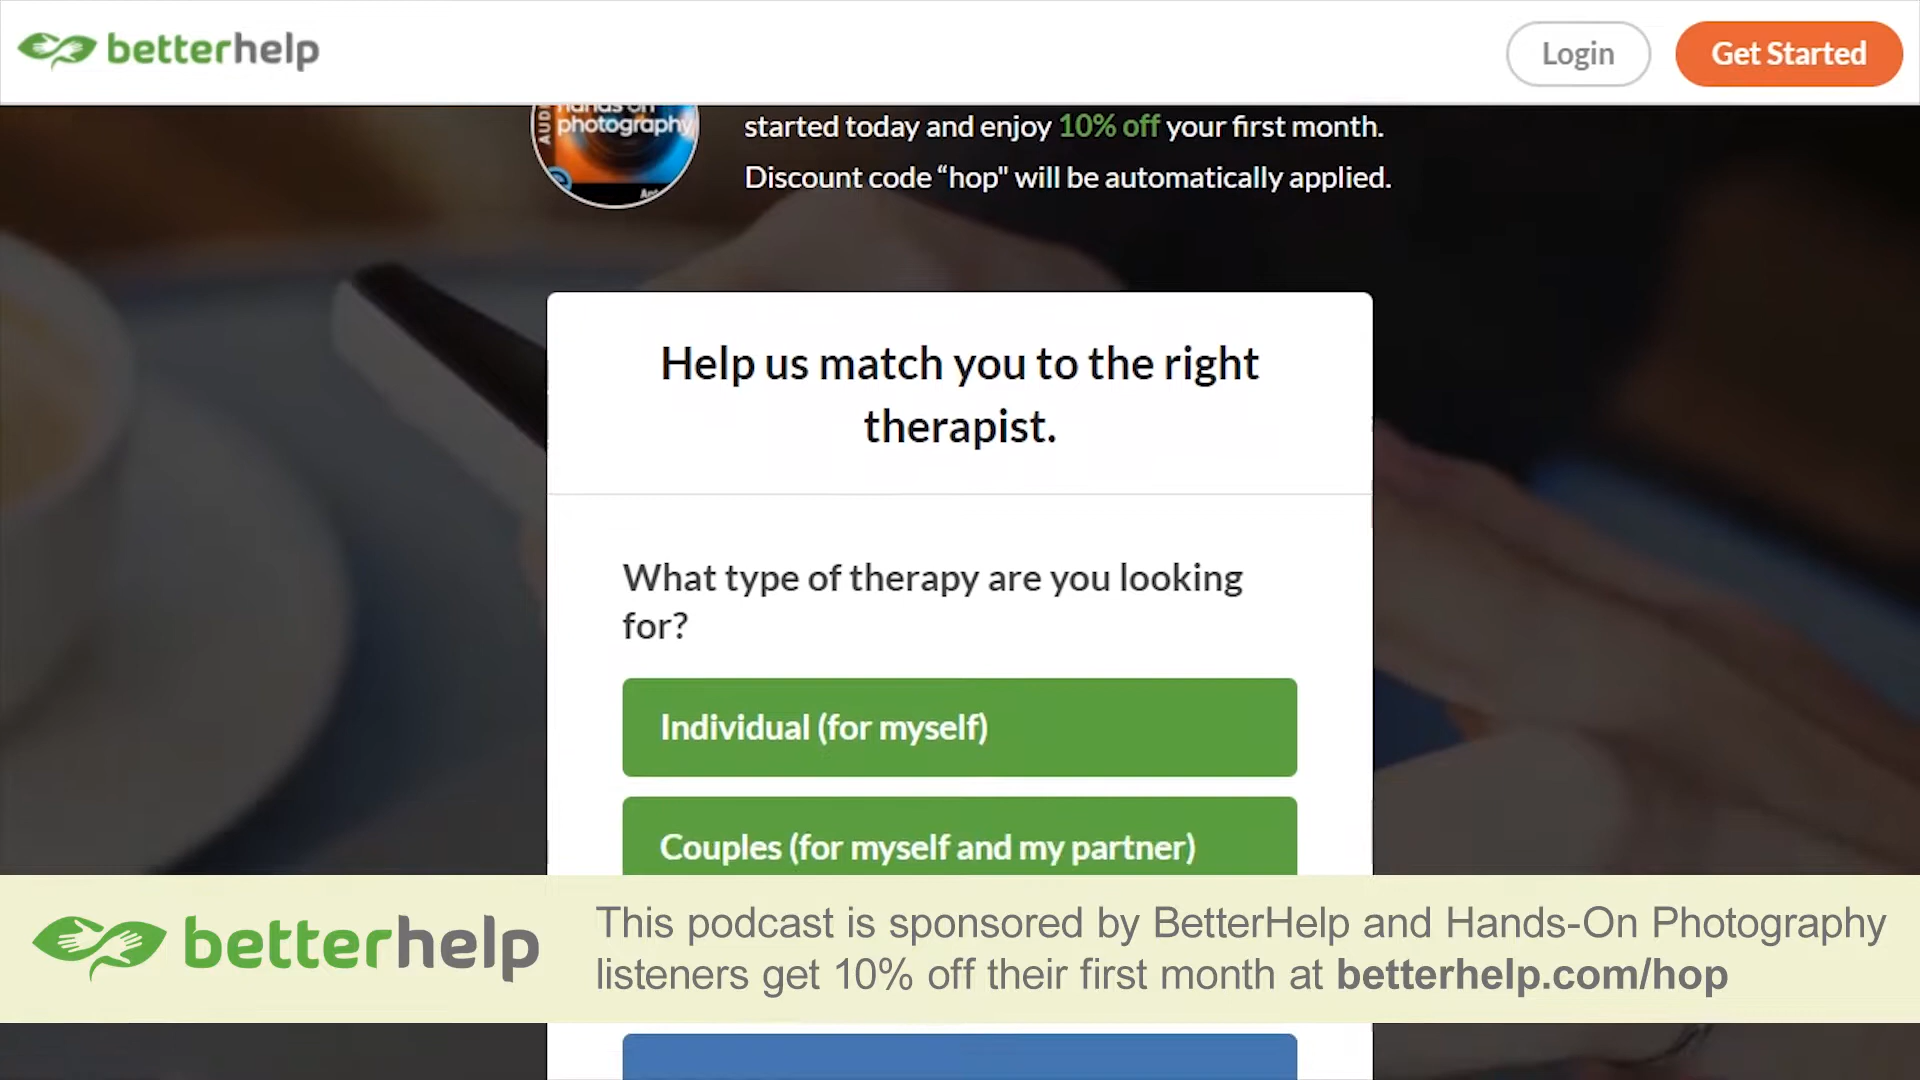 betterhelp
Login
Get Started
hands on
photography
started today and enjoy 10% off your first month.
Discount code “hop" will be automatically applied.
Help us match you to the right
therapist.
What type of therapy are you looking
for?
Individual (for myself)
Couples (for myself and my partner)
betterhelp
This podcast is sponsored by BetterHelp and Hands-On Photography
listeners get 10% off their first month at betterhelp.com/hop